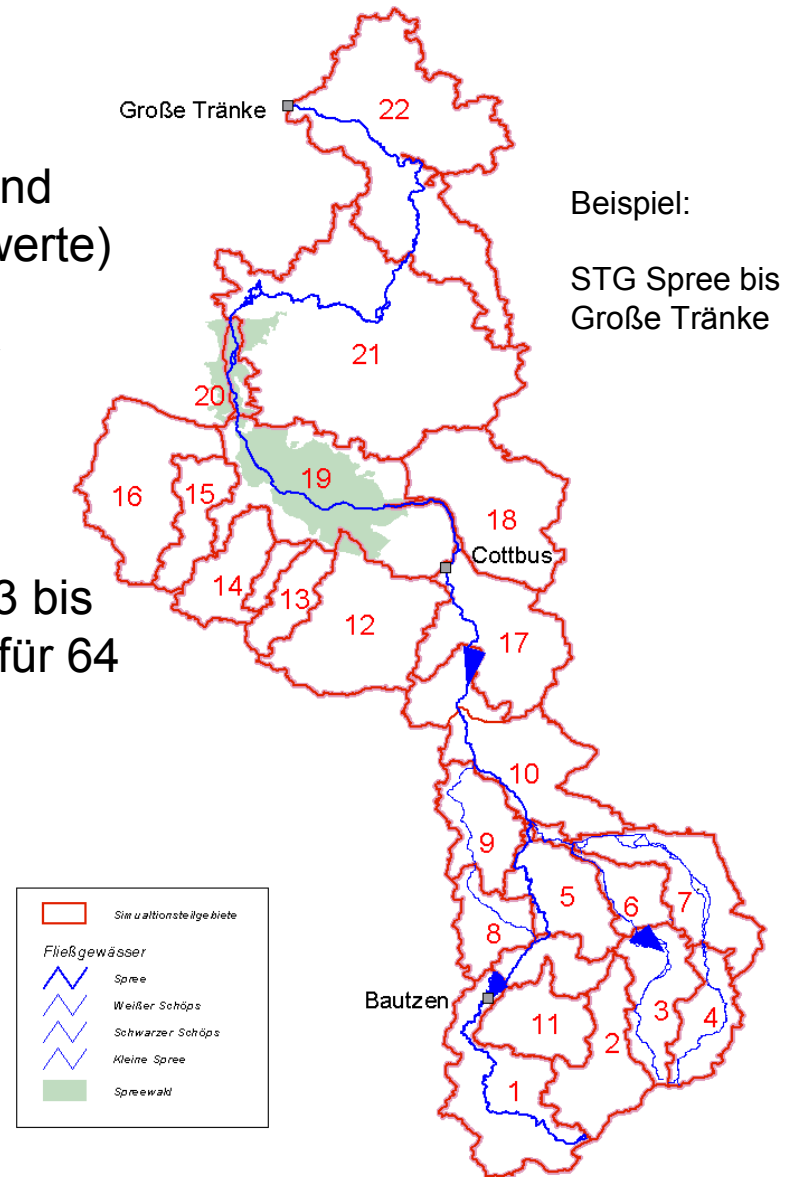 Große Tränke
22
nd
werte)
Beispiel:
STG Spree bis
Große Tränke
21
20
19
16
15
18
Cottbus
14
13
3 bis
12
17
für 64
10
9
5
6
7
8
Bautzen
3
4
11
2
1
Simualtionsteilgebiete
Fließgewässer
Spree
Weißer Schöps
Schwarzer Schöps
Kleine Spree
Spreewald